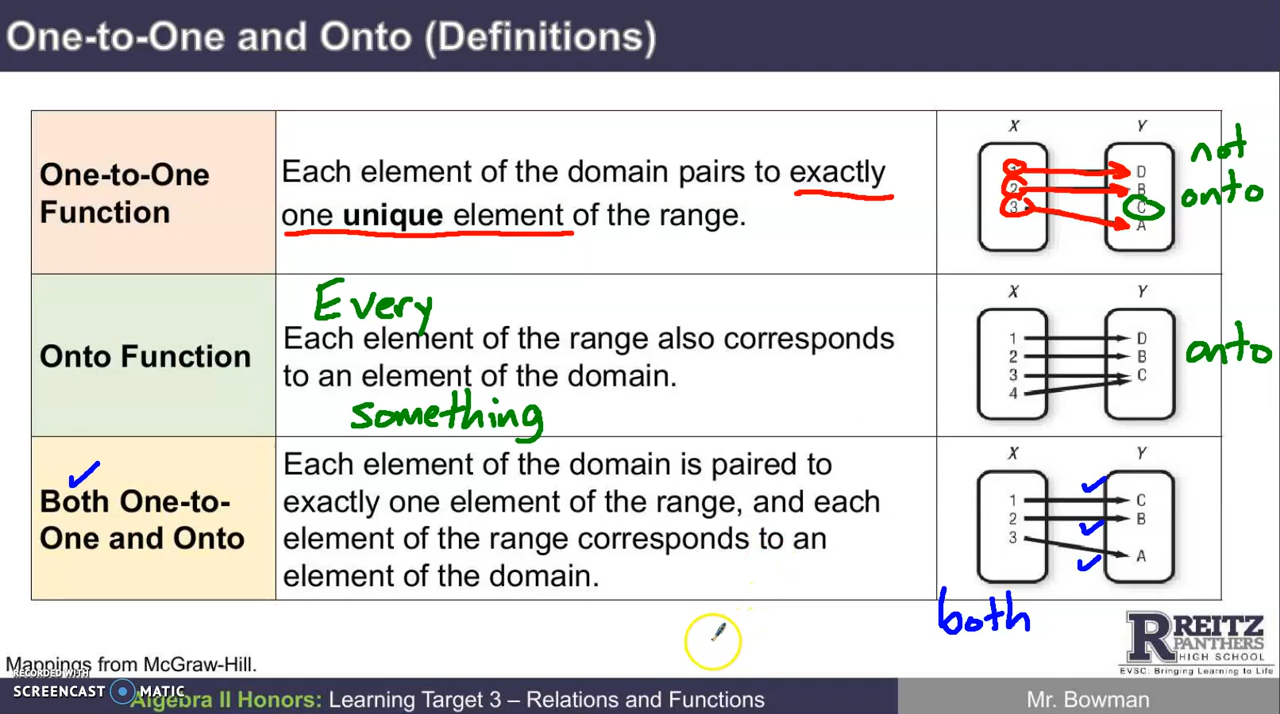 One-to-One and Onto (Definitions)
One-to-One
Function
Each element of the domain pairs to exactly
one unique element of the range.
X Y
1 D
2 B
3 C
A
not
onto
Every
Onto Function
Each element of the range also corresponds
to an element of the domain.
something
X Y
1 D
2 B
3 C
4
onto
Both One-to-
One and Onto
Each element of the domain is paired to
exactly one element of the range, and each
element of the range corresponds to an
element of the domain.
X Y
1 C
2 B
3
A
both
REITZ
PANTHERS
HIGH SCHOOL
EVSC: Bringing Learning to Life
Mappings from McGraw-Hill.
RECORDED WITH
SCREENCAST MATIC
Algebra II Honors: Learning Target 3 – Relations and Functions
Mr. Bowman